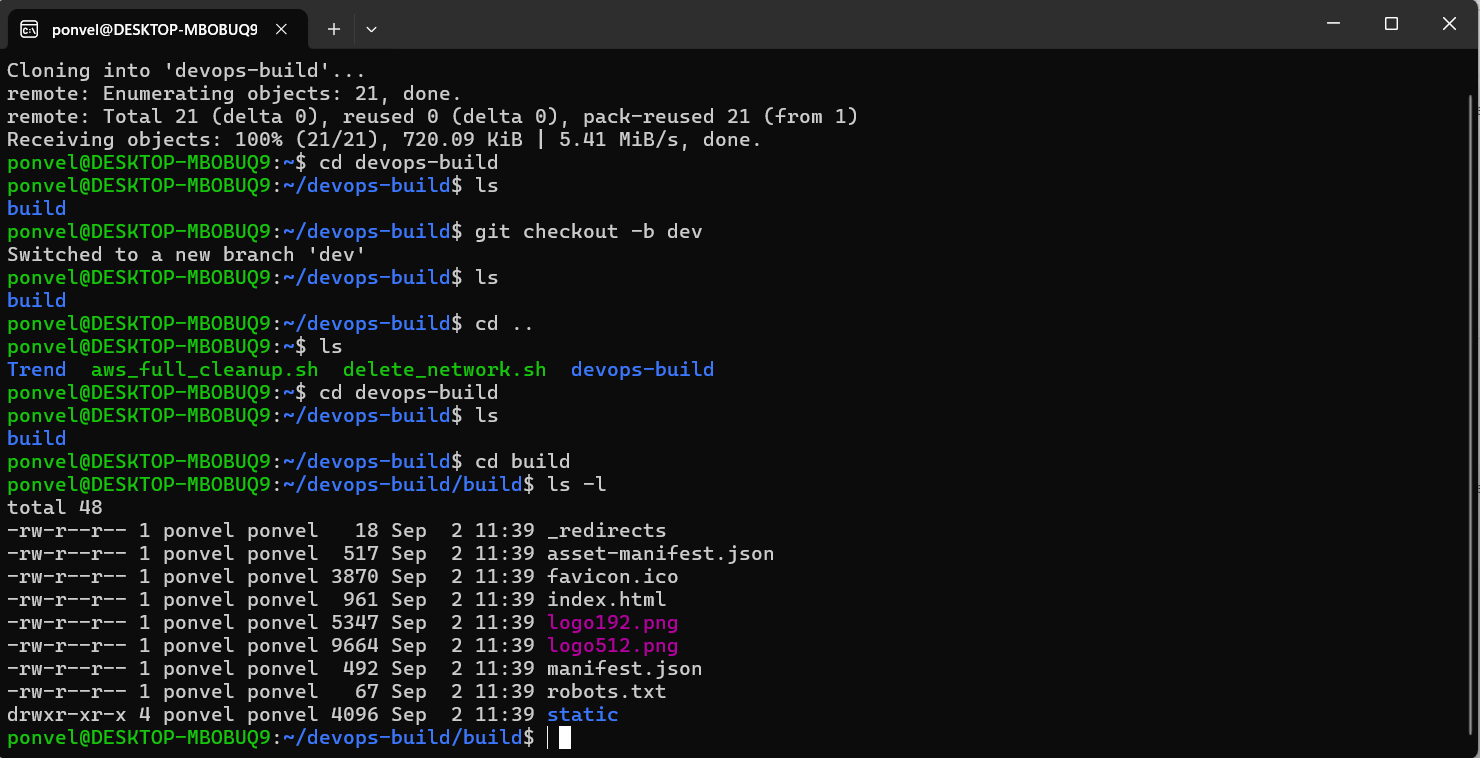 ponvel@DESKTOP-MBOBUQ9
Cloning into 'devops-build'...
remote: Enumerating objects: 21, done.
remote: Total 21 (delta 0), reused 0 (delta 0), pack-reused 21 (from 1)
Receiving objects: 100% (21/21), 720.09 KiB | 5.41 MiB/s, done.
ponvel@DESKTOP-MBOBUQ9:~$ cd devops-build
ponvel@DESKTOP-MBOBUQ9:~/devops-build$ ls
build
ponvel@DESKTOP-MBOBUQ9:~/devops-build$ git checkout -b dev
Switched to a new branch 'dev'
ponvel@DESKTOP-MBOBUQ9:~/devops-build$ ls
build
ponvel@DESKTOP-MBOBUQ9:~/devops-build$ cd ..
ponvel@DESKTOP-MBOBUQ9:~$ ls
Trend  aws_full_cleanup.sh  delete_network.sh  devops-build
ponvel@DESKTOP-MBOBUQ9:~$ cd devops-build
ponvel@DESKTOP-MBOBUQ9:~/devops-build$ ls
build
ponvel@DESKTOP-MBOBUQ9:~/devops-build$ cd build
ponvel@DESKTOP-MBOBUQ9:~/devops-build/build$ ls -l
total 48
-rw-r--r-- 1 ponvel ponvel   18 Sep  2 11:39 _redirects
-rw-r--r-- 1 ponvel ponvel  517 Sep  2 11:39 asset-manifest.json
-rw-r--r-- 1 ponvel ponvel 3870 Sep  2 11:39 favicon.ico
-rw-r--r-- 1 ponvel ponvel  961 Sep  2 11:39 index.html
-rw-r--r-- 1 ponvel ponvel 5347 Sep  2 11:39 logo192.png
-rw-r--r-- 1 ponvel ponvel 9664 Sep  2 11:39 logo512.png
-rw-r--r-- 1 ponvel ponvel  492 Sep  2 11:39 manifest.json
-rw-r--r-- 1 ponvel ponvel   67 Sep  2 11:39 robots.txt
drwxr-xr-x 4 ponvel ponvel 4096 Sep  2 11:39 static
ponvel@DESKTOP-MBOBUQ9:~/devops-build/build$